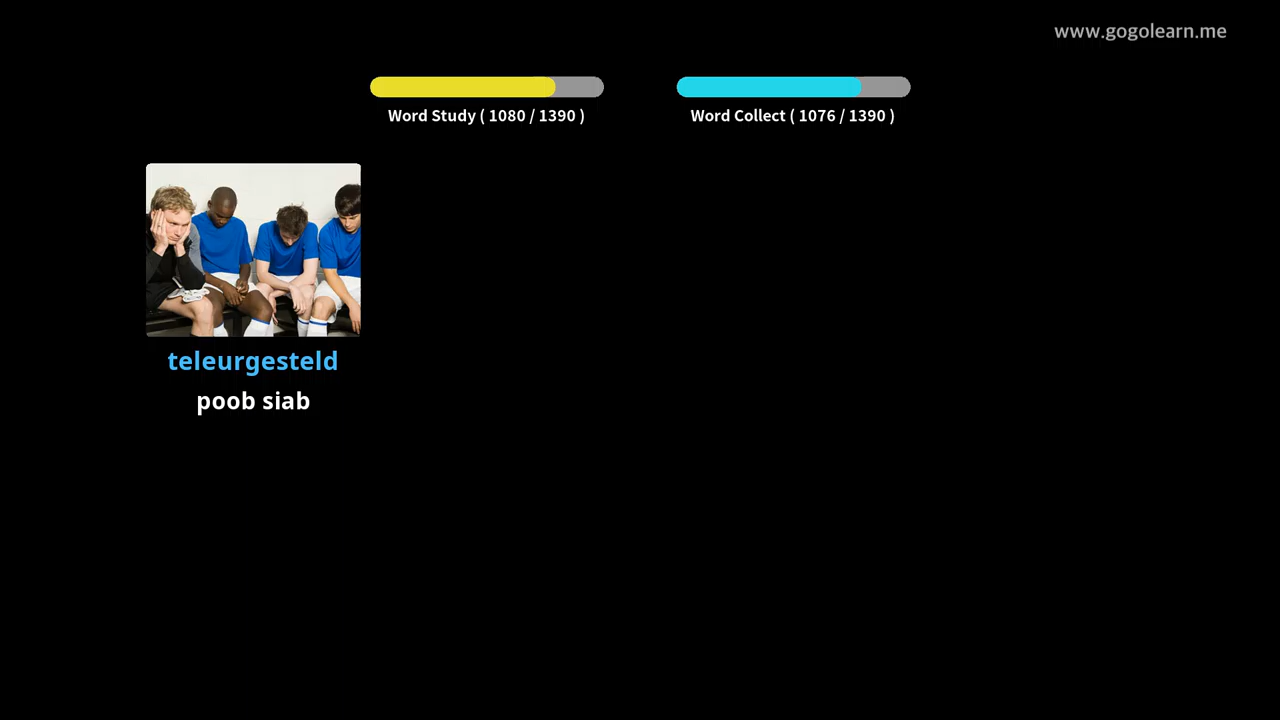 www.gogolearn.me
Word Study ( 1080 / 1390 )
Word Collect ( 1076 / 1390 )
teleurgesteld
poob siab